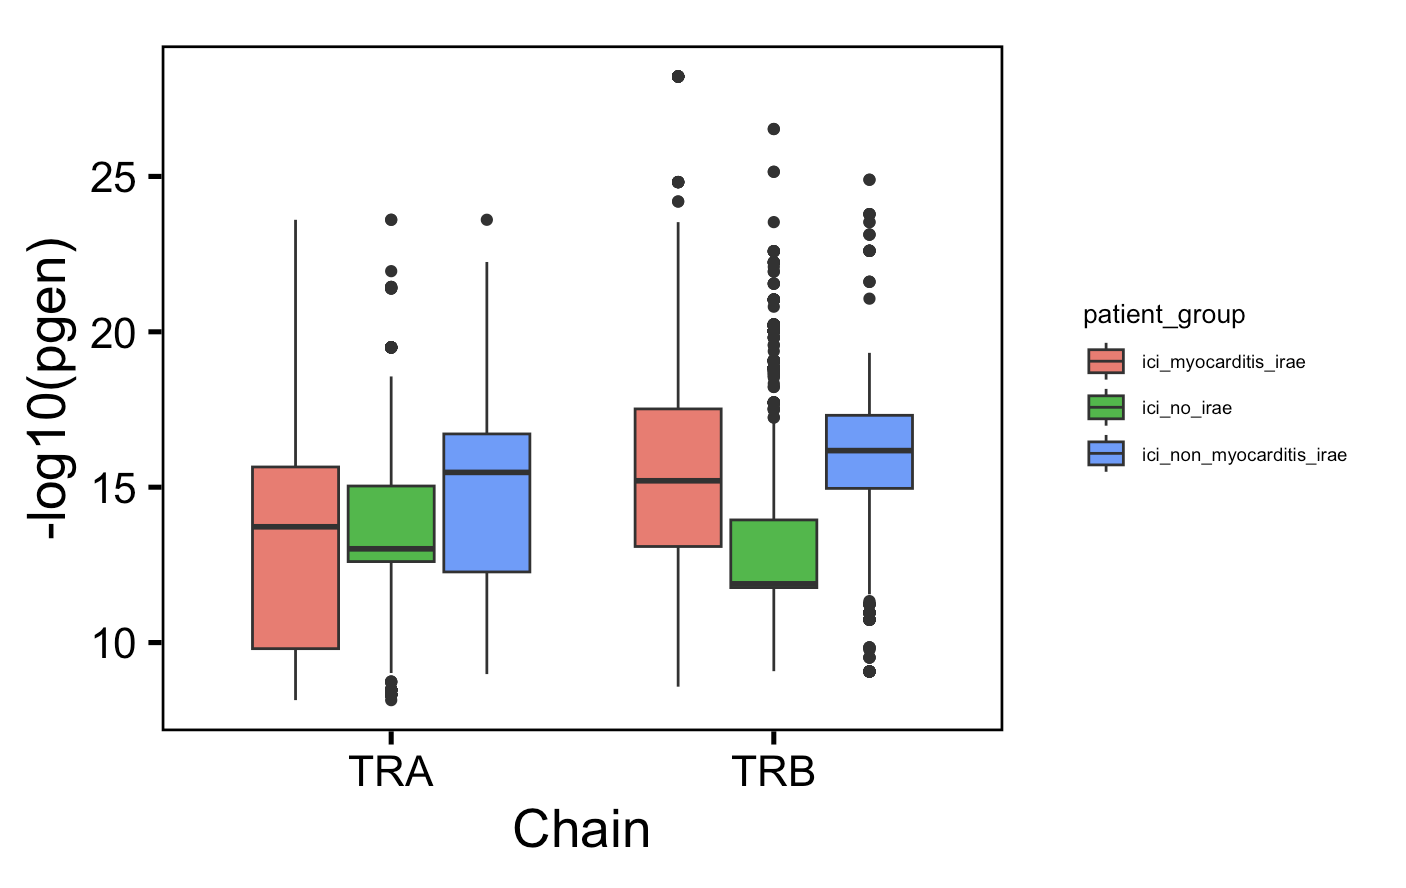 -log10(pgen)
25
20
15
10
TRA
TRB
Chain
patient_group
ici_myocarditis_irae
ici_no_irae
ici_non_myocarditis_irae